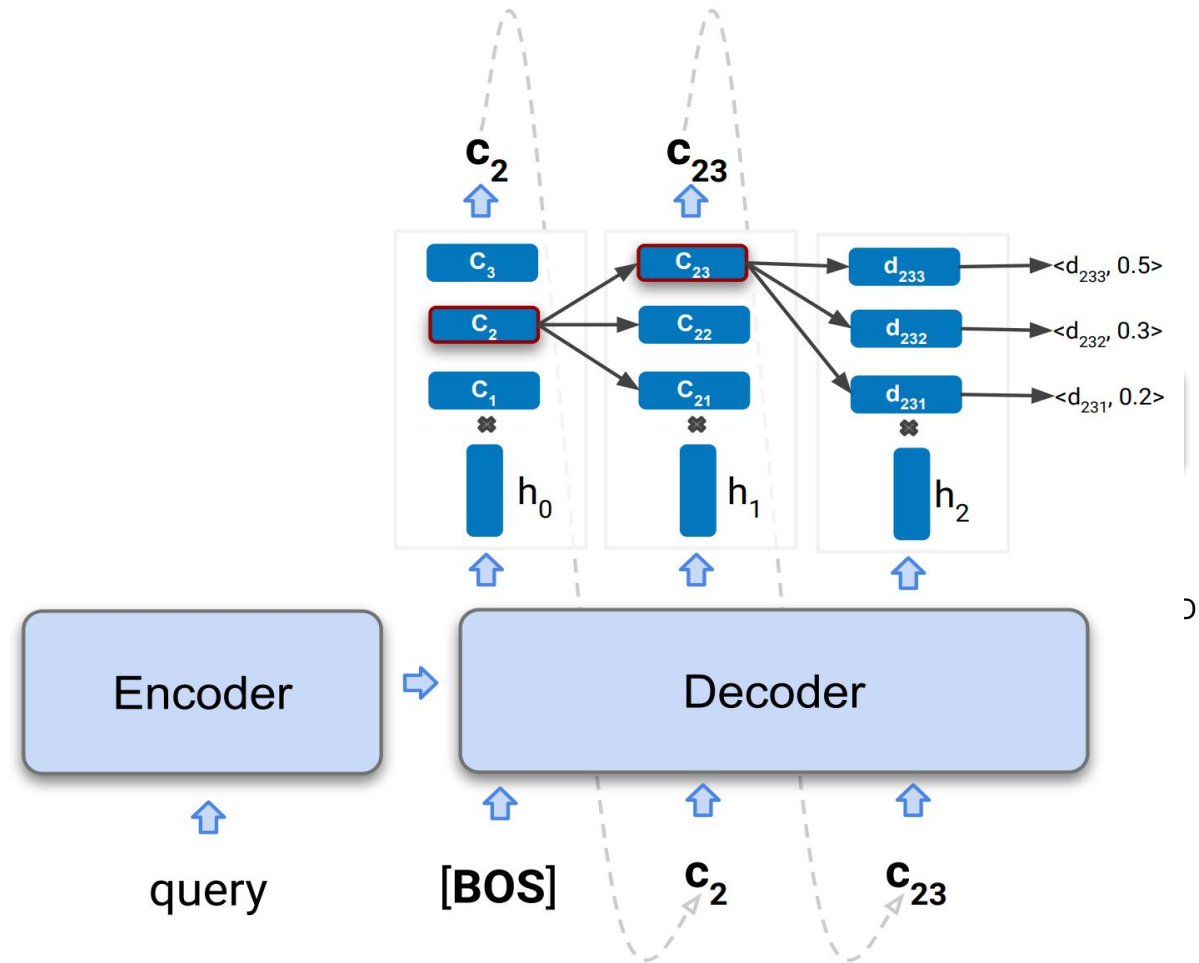 c₂ c₂₃
C₃ C₂₃ d₂₃₃ <d₂₃₃, 0.5>
C₂ C₂₂ d₂₃₂ <d₂₃₂, 0.3>
C₁ C₂₁ d₂₃₁ <d₂₃₁, 0.2>
h₀ h₁ h₂
Encoder Decoder
query [BOS] c₂ c₂₃